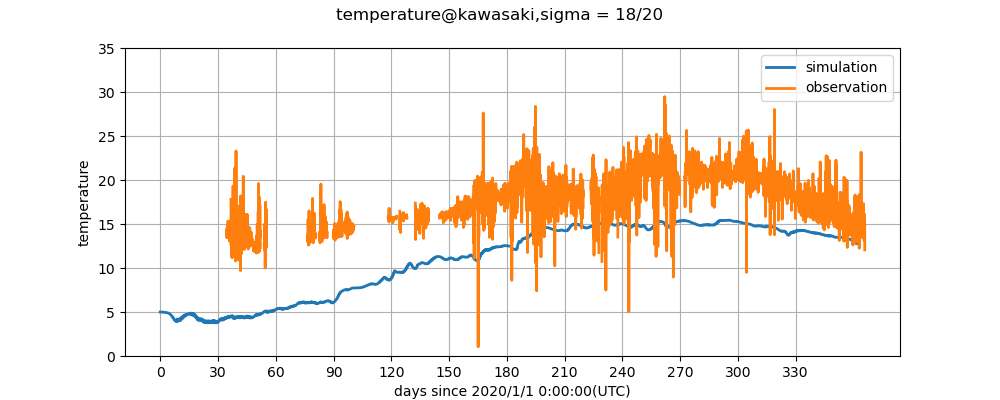 temperature@kawasaki,sigma = 18/20
35
30
25
20
15
10
5
0
temperature
simulation
observation
0 30 60 90 120 150 180 210 240 270 300 330
days since 2020/1/1 0:00:00(UTC)